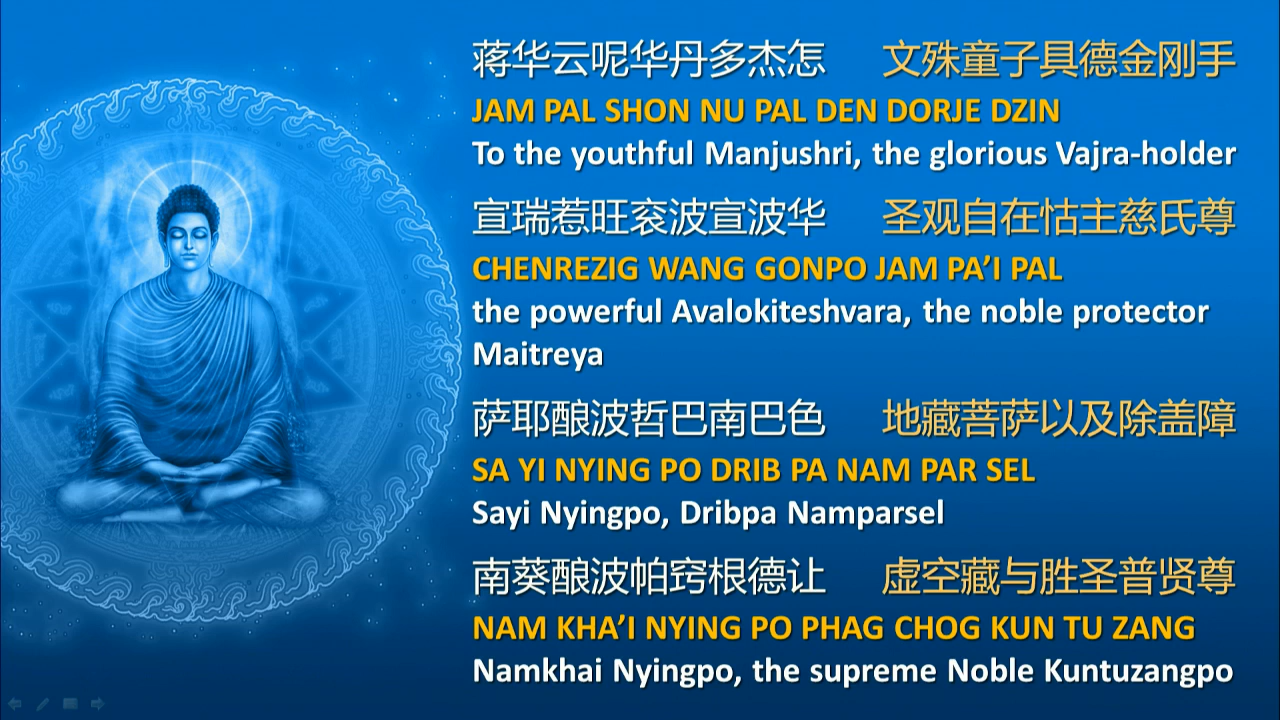 蒋华云呢华丹多杰怎 文殊童子具德金刚手
JAM PAL SHON NU PAL DEN DORJE DZIN
To the youthful Manjushri, the glorious Vajra-holder
宣瑞惹旺衮波宣波华 圣观自在怙主慈氏尊
CHENREZIG WANG GONPO JAM PA’I PAL
the powerful Avalokiteshvara, the noble protector
Maitreya
萨耶酿波哲巴南巴色 地藏菩萨以及除盖障
SA YI NYING PO DRIB PA NAM PAR SEL
Sayi Nyingpo, Dribpa Namparsel
南葵酿波帕窍根德让 虚空藏与胜圣普贤尊
NAM KHA’I NYING PO PHAG CHOG KUN TU ZANG
Namkhai Nyingpo, the supreme Noble Kuntuzangpo